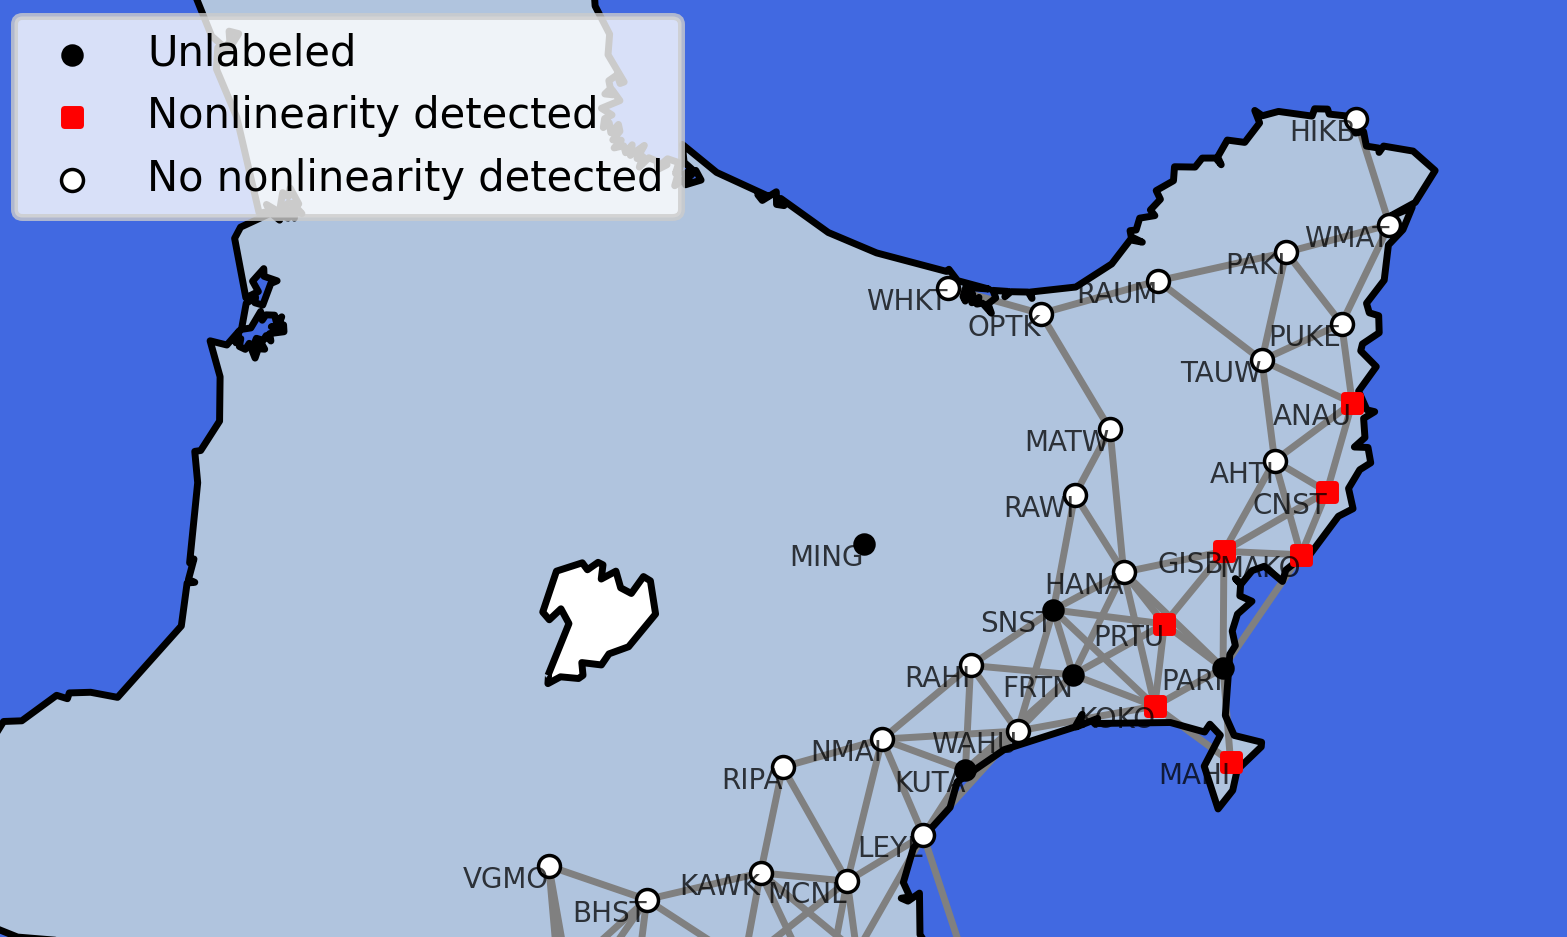 Unlabeled
Nonlinearity detected
No nonlinearity detected
HIKB
WMAT
PAKI
WHKT
RAUM
OPTK
PUKE
TAUW
ANAU
MATW
AHTI
CNST
RAWI
MING
GISB
MAKO
HANA
SNST
PRTU
RAHI
FRTN
PARI
KOKO
WAHU
NMAI
RIPA
KUTA
MAHI
LEYL
VGMO
KAWK
MCNL
BHST